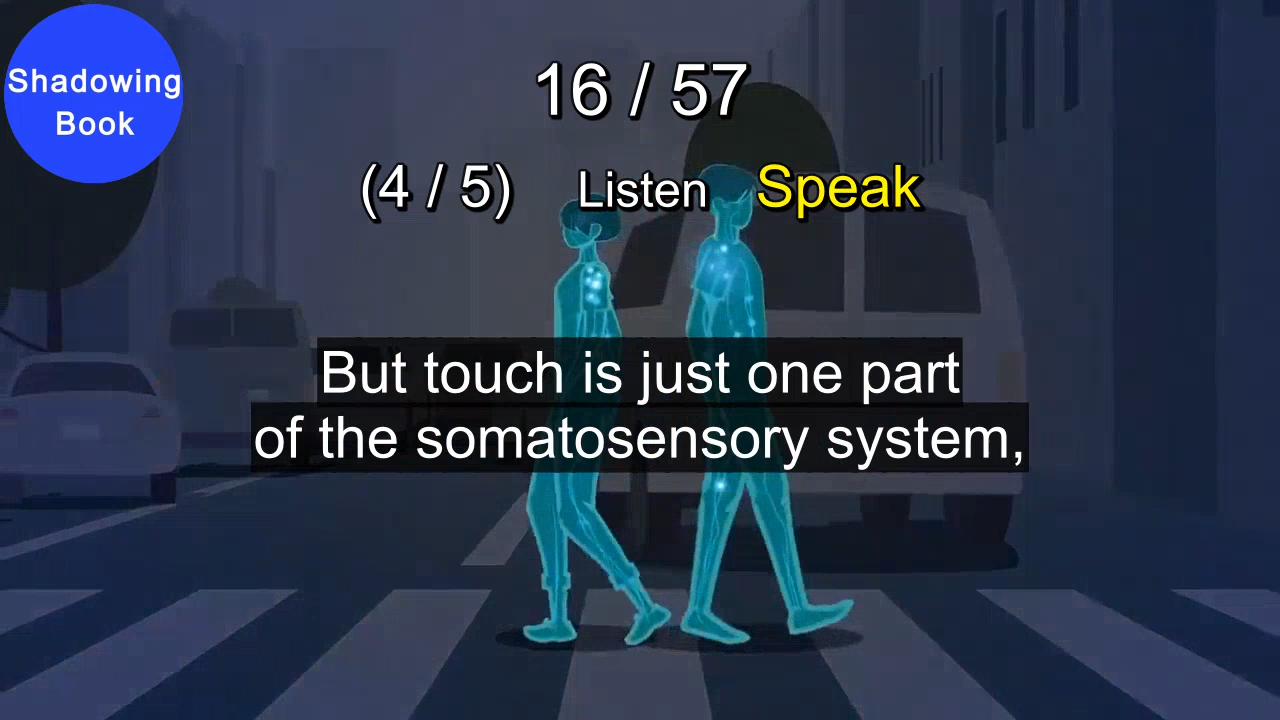 Shadowing
Book
16 / 57
(4 / 5) Listen Speak
But touch is just one part
of the somatosensory system,